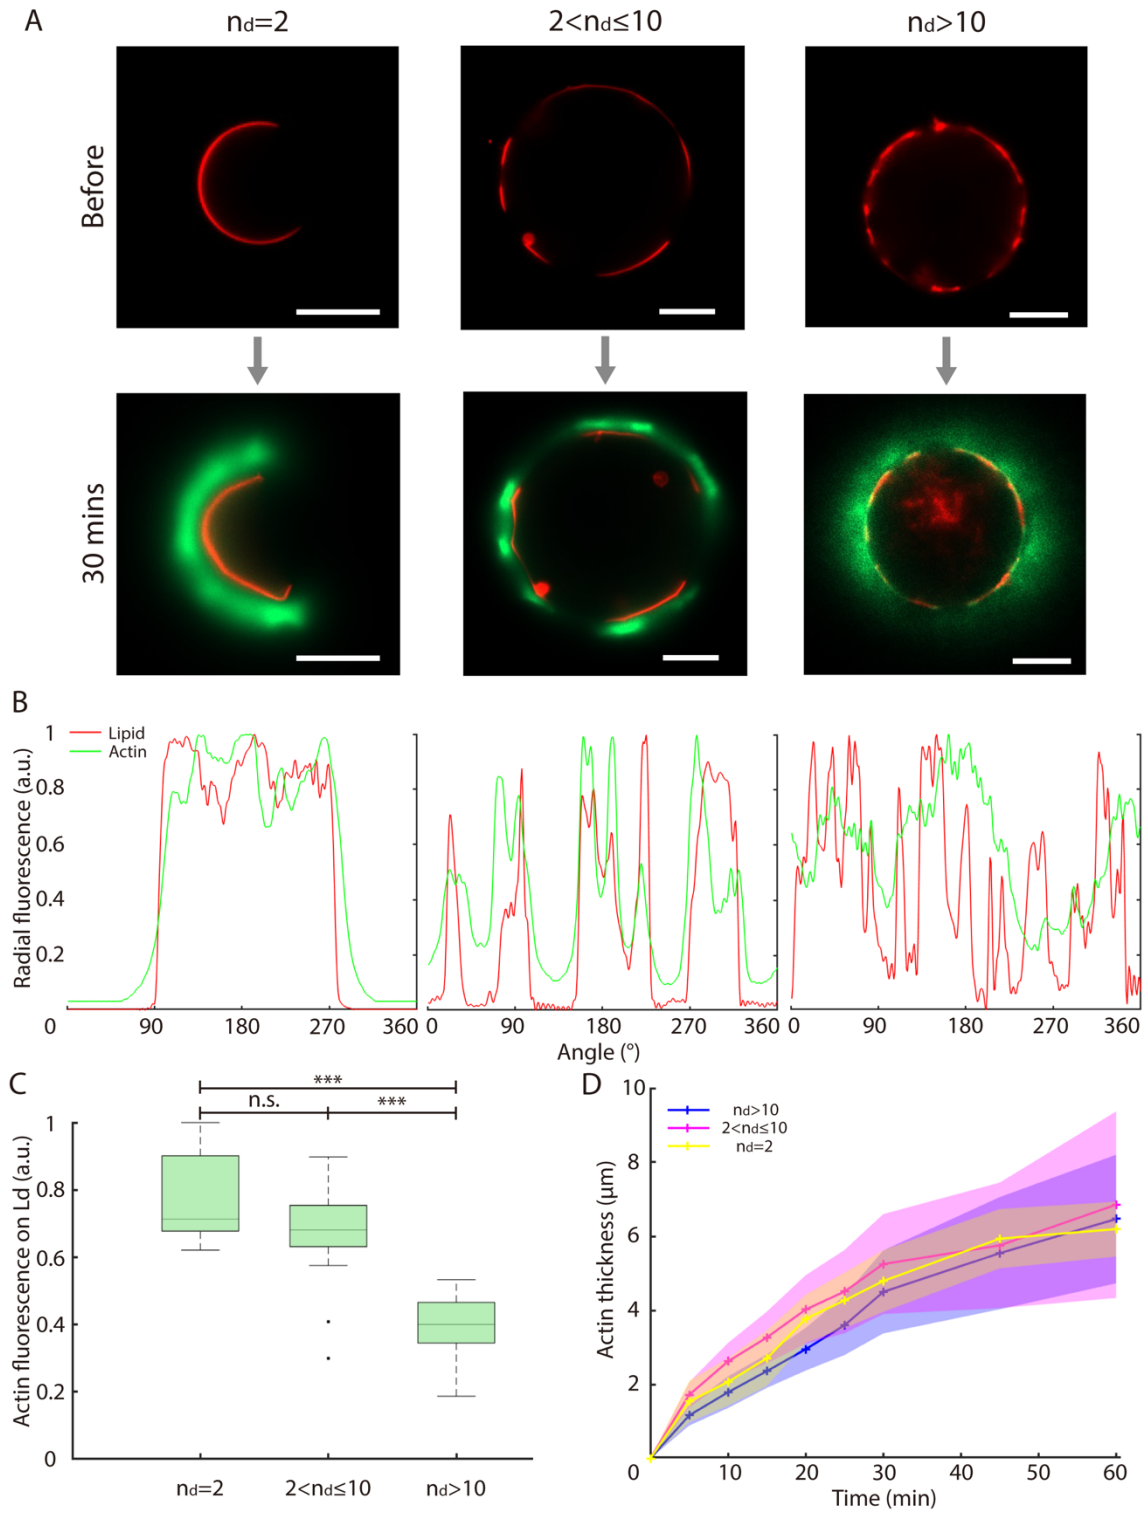 A
nd=2
2<nd≤10
nd>10
Before
30 mins
B
Lipid
Actin
Radial fluorescence (a.u.)
1
0.8
0.6
0.4
0.2
0
90
180
270
360
0
90
180
270
360
0
90
180
270
360
Angle (°)
C
***
n.s.
***
Actin fluorescence on Ld (a.u.)
1
0.8
0.6
0.4
0.2
0
nd=2
2<nd≤10
nd>10
D
nd>10
2<nd≤10
nd=2
Actin thickness (µm)
10
8
6
4
2
0
10
20
30
40
50
60
Time (min)